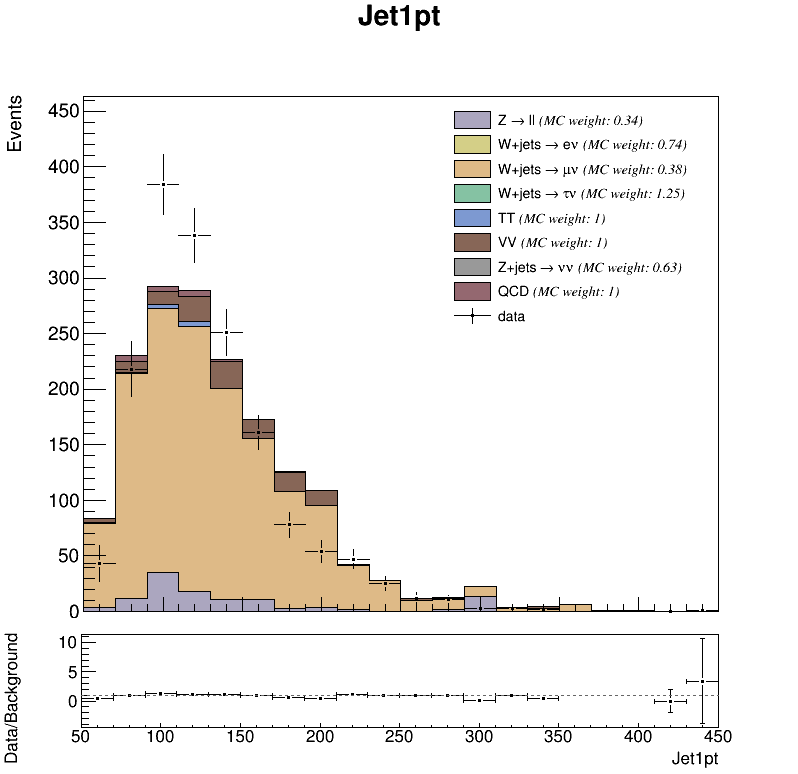 Jet1pt
Events
450
400
350
300
250
200
150
100
50
0
Z → ll (MC weight: 0.34)
W+jets → eν (MC weight: 0.74)
W+jets → μν (MC weight: 0.38)
W+jets → τν (MC weight: 1.25)
TT (MC weight: 1)
VV (MC weight: 1)
Z+jets → νν (MC weight: 0.63)
QCD (MC weight: 1)
data
Data/Background
10
5
0
50 100 150 200 250 300 350 400 450
Jet1pt